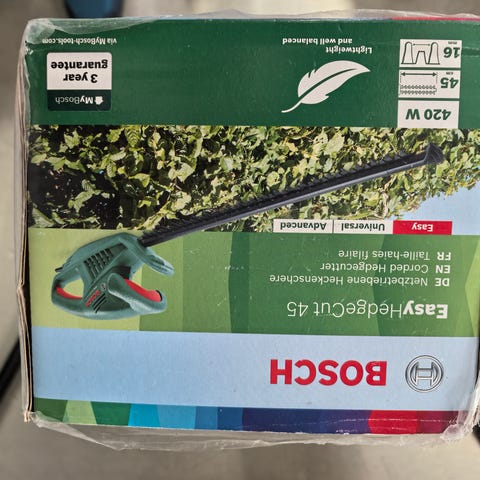 BOSCH
EasyHedgeCut 45
DE Netzbetriebene Heckenschere
EN Corded Hedgecutter
FR Taille-haies filaire
Easy Universal Advanced
BOSCH
420 W
45 cm
16 mm
Lightweight
and well balanced
MyBosch
3 year
guarantee
via MyBosch-tools.com